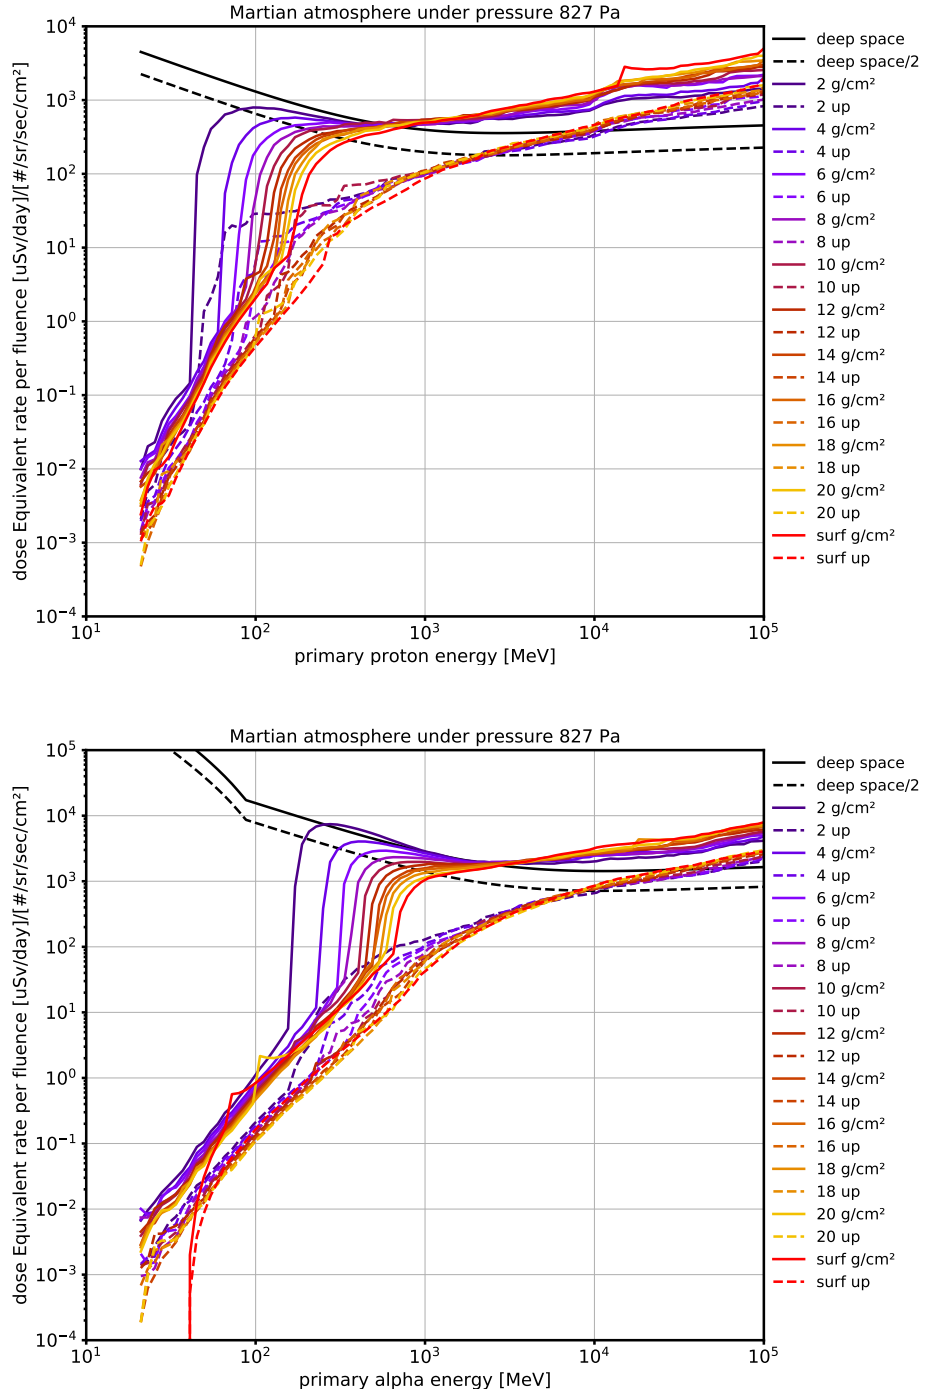 Martian atmosphere under pressure 827 Pa
dose Equivalent rate per fluence [uSv/day]/[#/sr/sec/cm²]
10⁴
10³
10²
10¹
10⁰
10⁻¹
10⁻²
10⁻³
10⁻⁴
10¹ 10² 10³ 10⁴ 10⁵
primary proton energy [MeV]
deep space
deep space/2
2 g/cm²
2 up
4 g/cm²
4 up
6 g/cm²
6 up
8 g/cm²
8 up
10 g/cm²
10 up
12 g/cm²
12 up
14 g/cm²
14 up
16 g/cm²
16 up
18 g/cm²
18 up
20 g/cm²
20 up
surf g/cm²
surf up
Martian atmosphere under pressure 827 Pa
dose Equivalent rate per fluence [uSv/day]/[#/sr/sec/cm²]
10⁵
10⁴
10³
10²
10¹
10⁰
10⁻¹
10⁻²
10⁻³
10⁻⁴
10¹ 10² 10³ 10⁴ 10⁵
primary alpha energy [MeV]
deep space
deep space/2
2 g/cm²
2 up
4 g/cm²
4 up
6 g/cm²
6 up
8 g/cm²
8 up
10 g/cm²
10 up
12 g/cm²
12 up
14 g/cm²
14 up
16 g/cm²
16 up
18 g/cm²
18 up
20 g/cm²
20 up
surf g/cm²
surf up